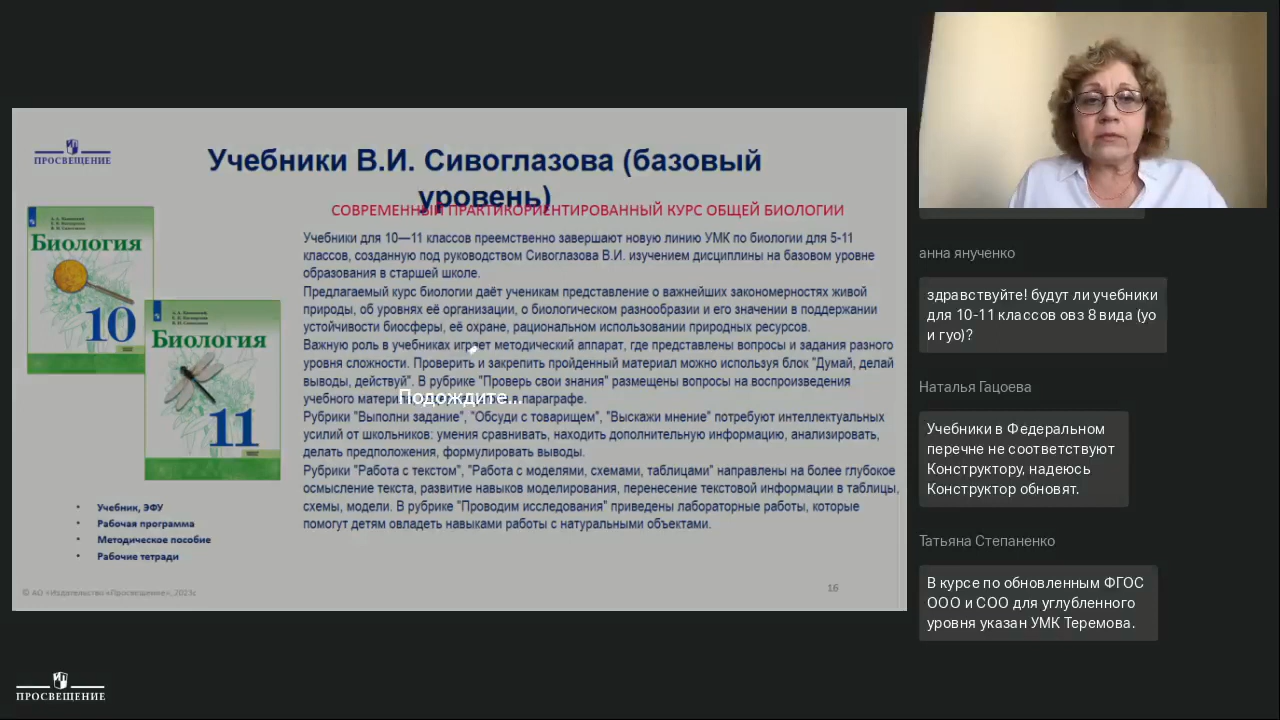 ПРОСВЕЩЕНИЕ
Учебники В.И. Сивоглазова (базовый
уровень)
СОВРЕМЕННЫЙ ПРАКТИКОРИЕНТИРОВАННЫЙ КУРС ОБЩЕЙ БИОЛОГИИ
Биология
10
Биология
11
Учебники для 10—11 классов преемственно завершают новую линию УМК по биологии для 5-11
классов, созданную под руководством Сивоглазова В.И. изучением дисциплины на базовом уровне
образования в старшей школе.
Предлагаемый курс биологии даёт ученикам представление о важнейших закономерностях живой
природы, об уровнях её организации, о биологическом разнообразии и его значении в поддержании
устойчивости биосферы, её охране, рациональном использовании природных ресурсов.
Важную роль в учебниках играет методический аппарат, где представлены вопросы и задания разного
уровня сложности. Проверить и закрепить пройденный материал можно используя блок "Думай, делай
выводы, действуй". В рубрике "Проверь свои знания" размещены вопросы на воспроизведения
учебного в параграфе.
Подождите...
Рубрики "Выполни задание", "Обсуди с товарищем", "Выскажи мнение" потребуют интеллектуальных
усилий от школьников: умения сравнивать, находить дополнительную информацию, анализировать,
делать предположения, формулировать выводы.
Рубрики "Работа с текстом", "Работа с моделями, схемами, таблицами" направлены на более глубокое
осмысление текста, развитие навыков моделирования, перенесение текстовой информации в таблицы,
схемы, модели. В рубрике "Проводим исследования" приведены лабораторные работы, которые
помогут детям овладеть навыками работы с натуральными объектами.
• Учебник, ЭФУ
• Рабочая программа
• Методическое пособие
• Рабочие тетради
© АО «Издательство «Просвещение», 2023г.
16
ПРОСВЕЩЕНИЕ
анна янученко
здравствуйте! будут ли учебники
для 10-11 классов овз 8 вида (уо
и гуо)?
Наталья Гацоева
Учебники в Федеральном
перечне не соответствуют
Конструктору, надеюсь
Конструктор обновят.
Татьяна Степаненко
В курсе по обновленным ФГОС
ООО и СОО для углубленного
уровня указан УМК Теремова.